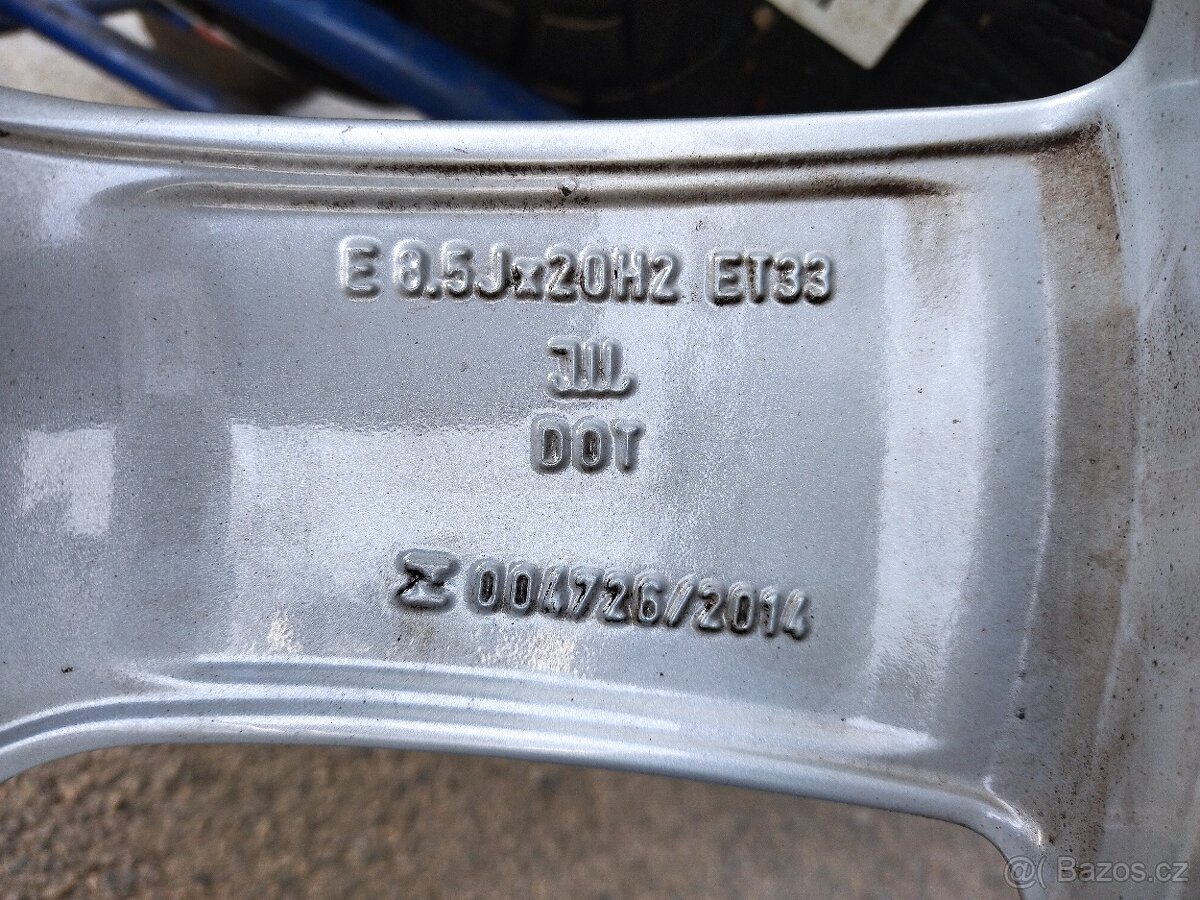 E 8.5Jx20H2 ET33
JWL
DOT
004726/2014
Bazos.cz